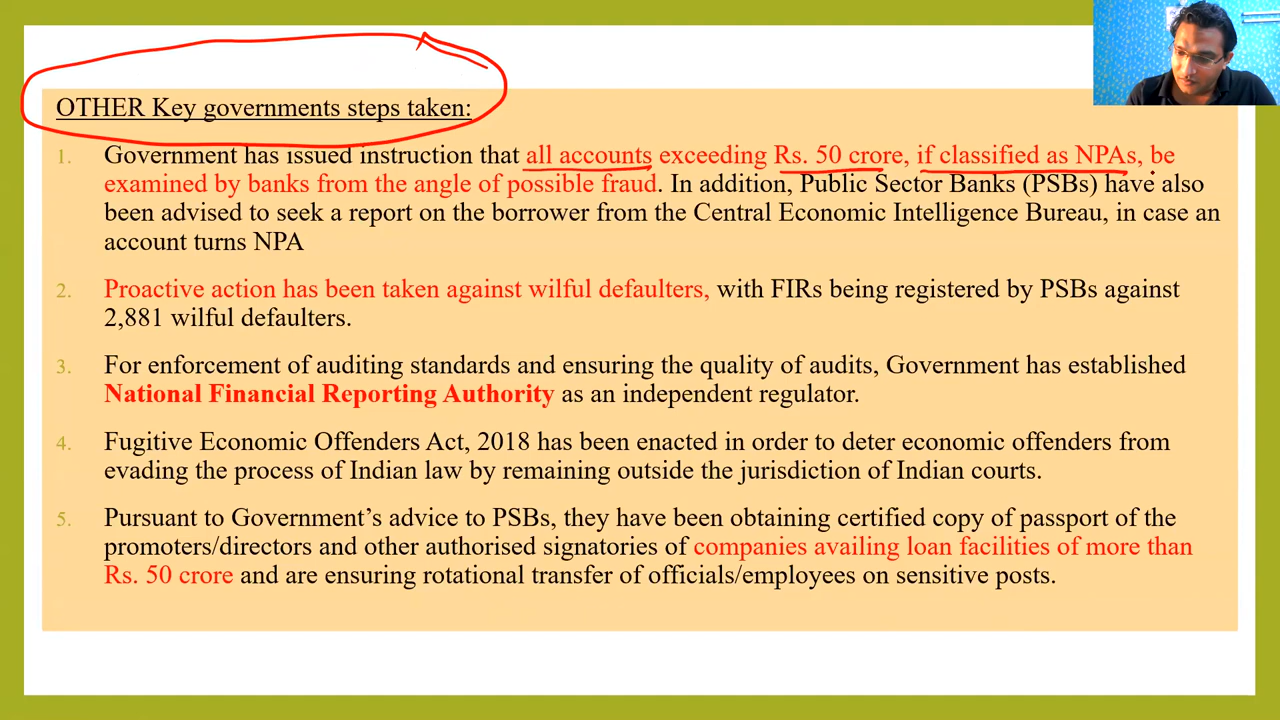 OTHER Key governments steps taken:
1. Government has issued instruction that all accounts exceeding Rs. 50 crore, if classified as NPAs, be
examined by banks from the angle of possible fraud. In addition, Public Sector Banks (PSBs) have also
been advised to seek a report on the borrower from the Central Economic Intelligence Bureau, in case an
account turns NPA
2. Proactive action has been taken against wilful defaulters, with FIRs being registered by PSBs against
2,881 wilful defaulters.
3. For enforcement of auditing standards and ensuring the quality of audits, Government has established
National Financial Reporting Authority as an independent regulator.
4. Fugitive Economic Offenders Act, 2018 has been enacted in order to deter economic offenders from
evading the process of Indian law by remaining outside the jurisdiction of Indian courts.
5. Pursuant to Government’s advice to PSBs, they have been obtaining certified copy of passport of the
promoters/directors and other authorised signatories of companies availing loan facilities of more than
Rs. 50 crore and are ensuring rotational transfer of officials/employees on sensitive posts.